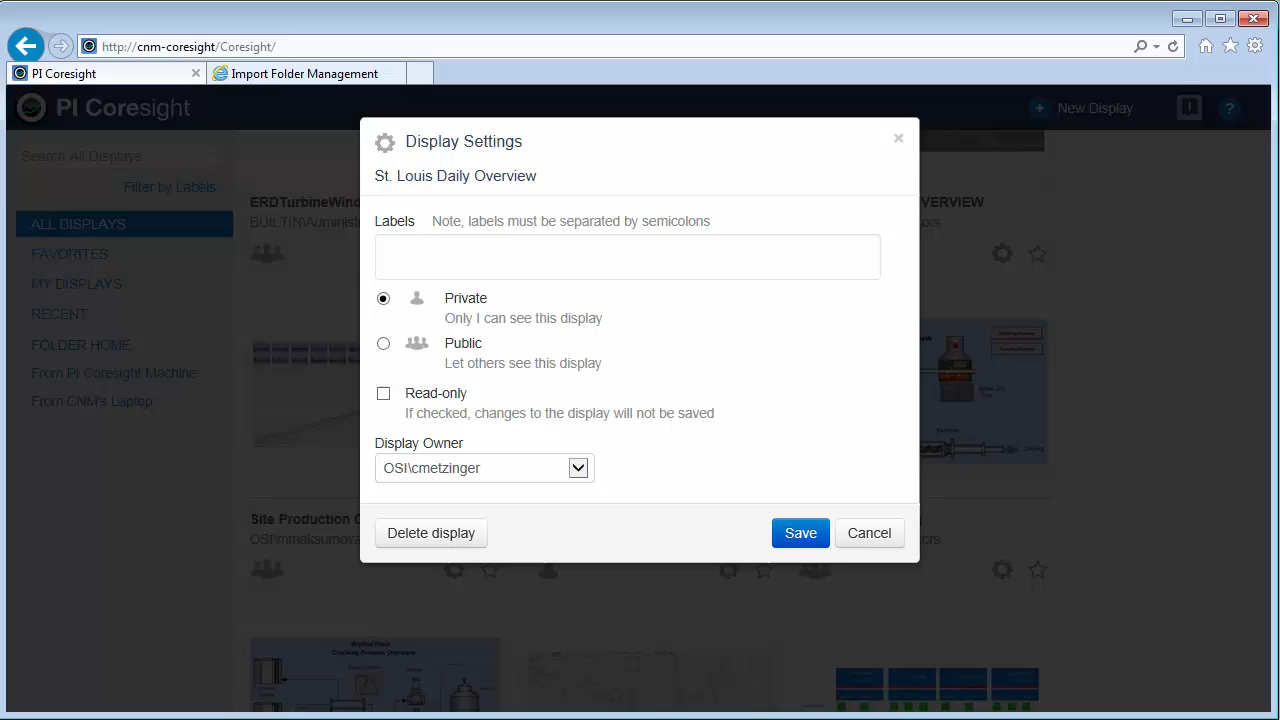 http://cnm-coresight/Coresight/
PI Coresight
Import Folder Management
PI Coresight
New Display
Display Settings
St. Louis Daily Overview
Search All Displays
Filter by Labels
ALL DISPLAYS
FAVORITES
MY DISPLAYS
RECENT
FOLDER HOME
From PI Coresight Machine
From CNM's Laptop
ERDTurbineWind
BUILTIN\Administ
OVERVIEW
Labels Note, labels must be separated by semicolons
Private
Only I can see this display
Public
Let others see this display
Read-only
If checked, changes to the display will not be saved
Display Owner
OSI\cmetzinger
Site Production
OSI\mmaksumova
Delete display
Save
Cancel
Cracking Process Overview